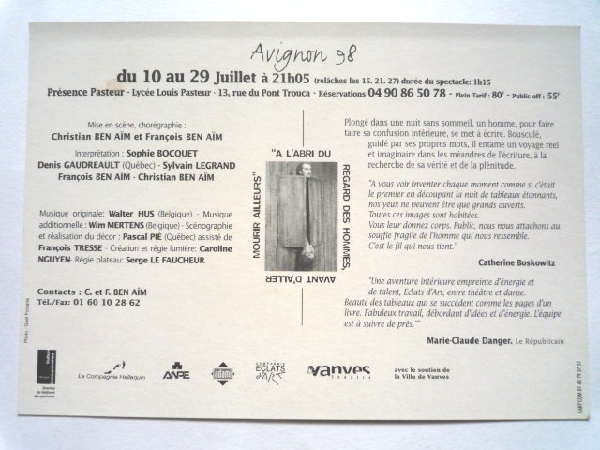 Avignon 98
du 10 au 29 Juillet à 21h05 (relâches les 15, 21, 27) durée du spectacle: 1h15
Présence Pasteur - Lycée Louis Pasteur - 13, rue du Pont Trouca - Réservations 04 90 86 50 78 - Plein Tarif: 80F - Public off: 55F
Mise en scène, chorégraphie :
Christian BEN AÏM et François BEN AÏM
Interprétation : Sophie BOCQUET
Denis GAUDREAULT (Québec) - Sylvain LEGRAND
François BEN AÏM - Christian BEN AÏM
Musique originale: Walter HUS (Belgique) - Musique
additionnelle : Wim MERTENS (Belgique) - Scénographie
et réalisation du décor : Pascal PIÉ (Québec) assisté de
François TRESSE - Création et régie lumière: Caroline
NGUYEN - Régie plateau: Serge LE FAUCHEUR
Contacts : C. et F. BEN AÏM
Tél./Fax: 01 60 10 28 62
"A L'ABRI DU
REGARD DES HOMMES,
AVANT D'ALLER
MOURIR AILLEURS"
Plongé dans une nuit sans sommeil, un homme, pour faire
taire sa confusion intérieure, se met à écrire. Bousculé,
guidé par ses propres mots, il entame un voyage réel
et imaginaire dans les méandres de l'écriture, à la
recherche de sa vérité et de la plénitude.
"A vous voir inventer chaque moment comme si c'était
le premier en découpant la nuit de tableaux étonnants,
nos yeux ne peuvent être que grands ouverts.
Toutes ces images sont habitées.
Vous leur donnez corps. Public, nous nous attachons au
souffle fragile de l'homme qui nous ressemble.
C'est le fil qui nous tient."
Catherine Boskowitz
"Une aventure intérieure empreinte d'énergie et
de talent, Eclats d'Art, entre théâtre et danse.
Beauté des tableaux qui se succèdent comme les pages d'un
livre. Fabuleux travail, débordant d'idées et d'énergie. L'équipe
est à suivre de près."
Marie-Claude Danger, Le Républicain
La Compagnie Hellequin
ANPE
adami
COMPAGNIE
ECLATS
D'ART
Vanves
théâtre
avec le soutien de
la Ville de Vanves